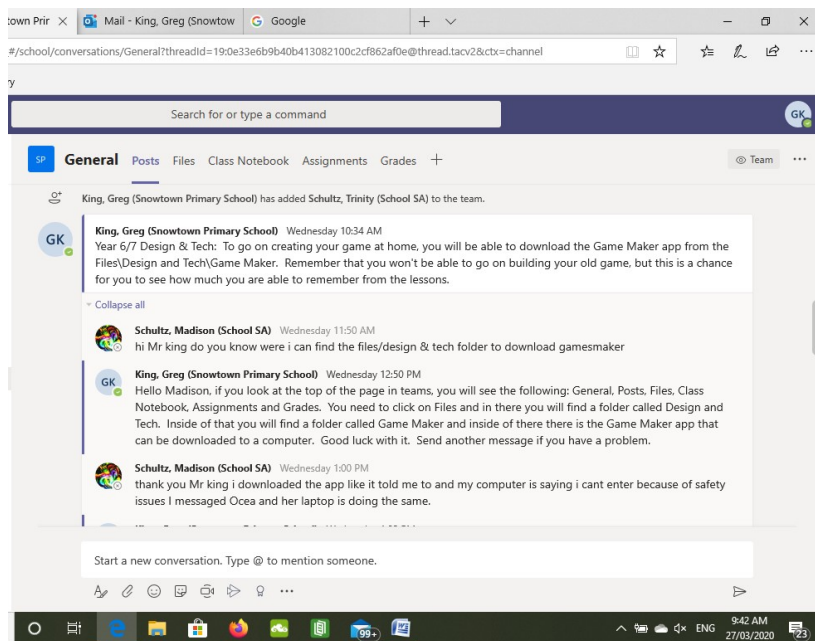 town Prir × Mail - King, Greg (Snowtow Google
#/school/conversations/General?threadId=19:0e33e6b9b40b413082100c2cf862af0e@thread.tacv2&ctx=channel
ry
Search for or type a command
GK
SP General Posts Files Class Notebook Assignments Grades Team
King, Greg (Snowtown Primary School) has added Schultz, Trinity (School SA) to the team.
GK
King, Greg (Snowtown Primary School) Wednesday 10:34 AM
Year 6/7 Design & Tech: To go on creating your game at home, you will be able to download the Game Maker app from the
Files\Design and Tech\Game Maker. Remember that you won't be able to go on building your old game, but this is a chance
for you to see how much you are able to remember from the lessons.
Collapse all
Schultz, Madison (School SA) Wednesday 11:50 AM
hi Mr king do you know were i can find the files/design & tech folder to download gamesmaker
GK
King, Greg (Snowtown Primary School) Wednesday 12:50 PM
Hello Madison, if you look at the top of the page in teams, you will see the following: General, Posts, Files, Class
Notebook, Assignments and Grades. You need to click on Files and in there you will find a folder called Design and
Tech. Inside of that you will find a folder called Game Maker and inside of there there is the Game Maker app that
can be downloaded to a computer. Good luck with it. Send another message if you have a problem.
Schultz, Madison (School SA) Wednesday 1:00 PM
thank you Mr king i downloaded the app like it told me to and my computer is saying i cant enter because of safety
issues I messaged Ocea and her laptop is doing the same.
Start a new conversation. Type @ to mention someone.
99+ ENG 9:42 AM
27/03/2020 23